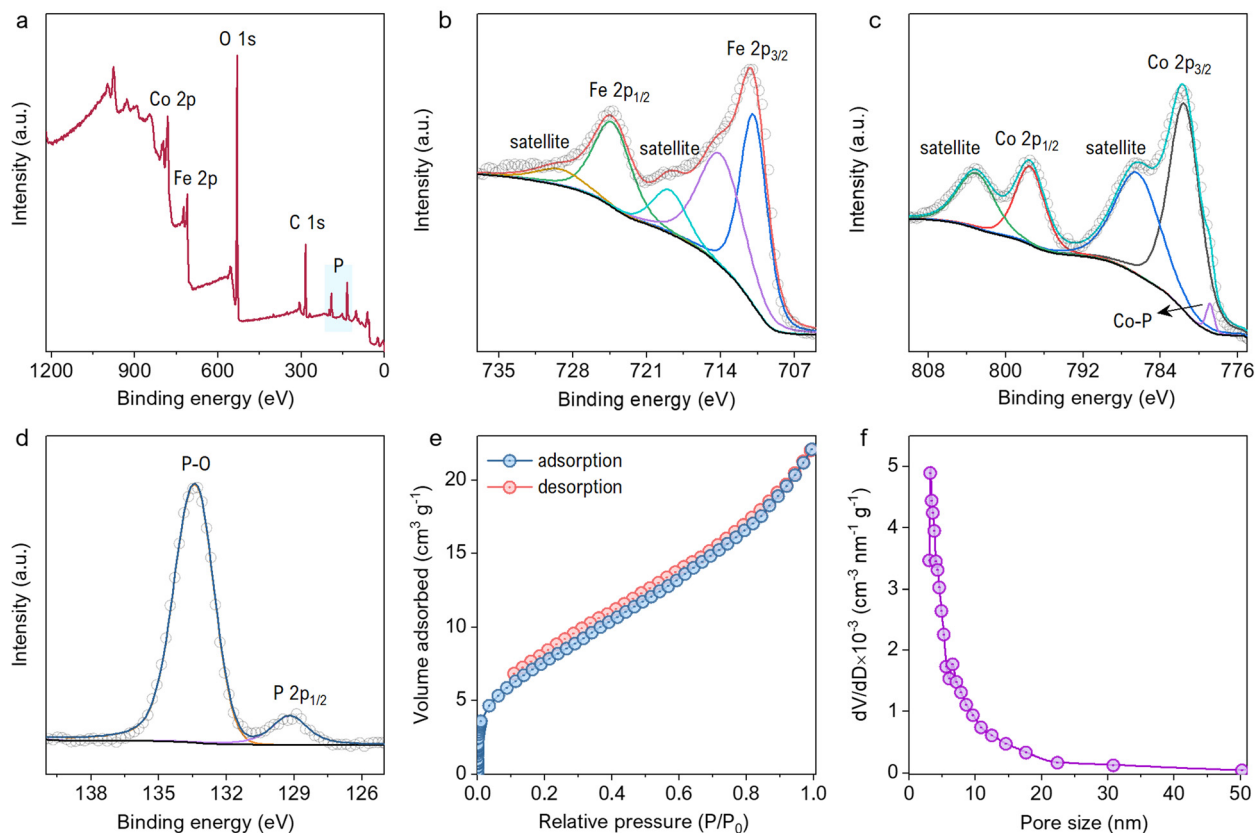 a
O 1s
Co 2p
Fe 2p
C 1s
P
Intensity (a.u.)
1200 900 600 300 0
Binding energy (eV)
b
Fe 2p3/2
Fe 2p1/2
satellite
satellite
Intensity (a.u.)
735 728 721 714 707
Binding energy (eV)
c
Co 2p3/2
Co 2p1/2
satellite
satellite
Co-P
Intensity (a.u.)
808 800 792 784 776
Binding energy (eV)
d
P-O
P 2p1/2
Intensity (a.u.)
138 135 132 129 126
Binding energy (eV)
e
adsorption
desorption
Volume adsorbed (cm³ g⁻¹)
20
15
10
5
0
0.0 0.2 0.4 0.6 0.8 1.0
Relative pressure (P/P₀)
f
dV/dD×10⁻³ (cm⁻³ nm⁻¹ g⁻¹)
5
4
3
2
1
0
0 10 20 30 40 50
Pore size (nm)